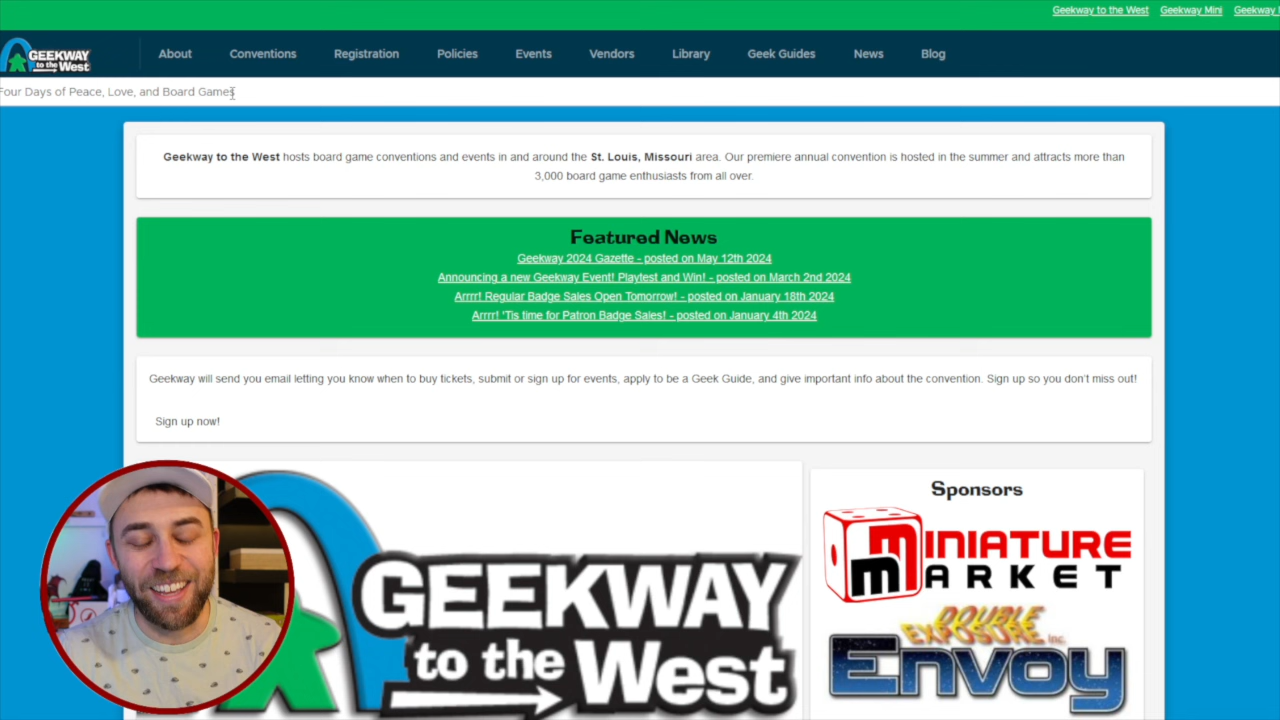 Geekway to the West Geekway Mini Geekway
GEEKWAY
to the West
About Conventions Registration Policies Events Vendors Library Geek Guides News Blog
Four Days of Peace, Love, and Board Games
Geekway to the West hosts board game conventions and events in and around the St. Louis, Missouri area. Our premiere annual convention is hosted in the summer and attracts more than
3,000 board game enthusiasts from all over.
Featured News
Geekway 2024 Gazette - posted on May 12th 2024
Announcing a new Geekway Event! Playtest and Win! - posted on March 2nd 2024
Arrrr! Regular Badge Sales Open Tomorrow! - posted on January 18th 2024
Arrrr! 'Tis time for Patron Badge Sales! - posted on January 4th 2024
Geekway will send you email letting you know when to buy tickets, submit or sign up for events, apply to be a Geek Guide, and give important info about the convention. Sign up so you don't miss out!
Sign up now!
GEEKWAY
to the West
Sponsors
MINIATURE
MARKET
DOUBLE
EXPOSURE Inc.
Envoy